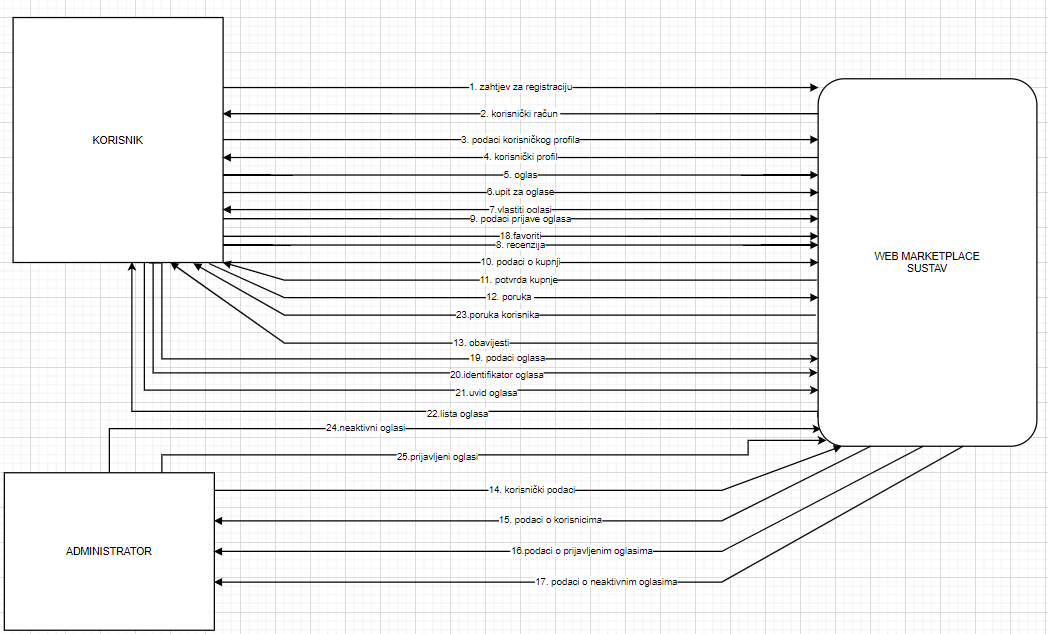 KORISNIK
1. zahtjev za registraciju
2. korisnički račun
3. podaci korisničkog profila
4. korisnički profil
5. oglas
6.upit za oglase
7.vlastiti oglasi
9. podaci prijave oglasa
18.favoriti
8. recenzija
10. podaci o kupnji
11. potvrda kupnje
12. poruka
23.poruka korisnika
13. obavijesti
19. podaci oglasa
20.identifikator oglasa
21.uvid oglasa
22.lista oglasa
24.neaktivni oglasi
25.prijavljeni oglasi
14. korisnički podaci
15. podaci o korisnicima
16.podaci o prijavljenim oglasima
17. podaci o neaktivnim oglasima
WEB MARKETPLACE
SUSTAV
ADMINISTRATOR